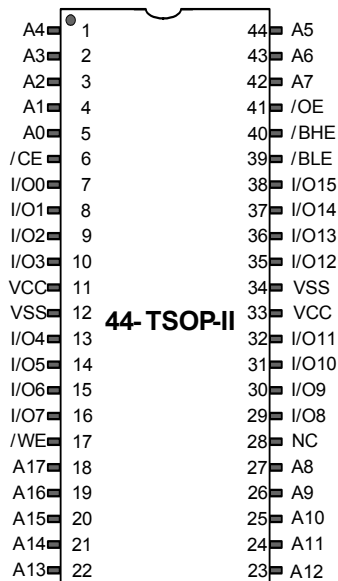 A4 1 44 A5
A3 2 43 A6
A2 3 42 A7
A1 4 41 /OE
A0 5 40 /BHE
/CE 6 39 /BLE
I/O0 7 38 I/O15
I/O1 8 37 I/O14
I/O2 9 36 I/O13
I/O3 10 35 I/O12
VCC 11 34 VSS
VSS 12 33 VCC
44-TSOP-II
I/O4 13 32 I/O11
I/O5 14 31 I/O10
I/O6 15 30 I/O9
I/O7 16 29 I/O8
/WE 17 28 NC
A17 18 27 A8
A16 19 26 A9
A15 20 25 A10
A14 21 24 A11
A13 22 23 A12